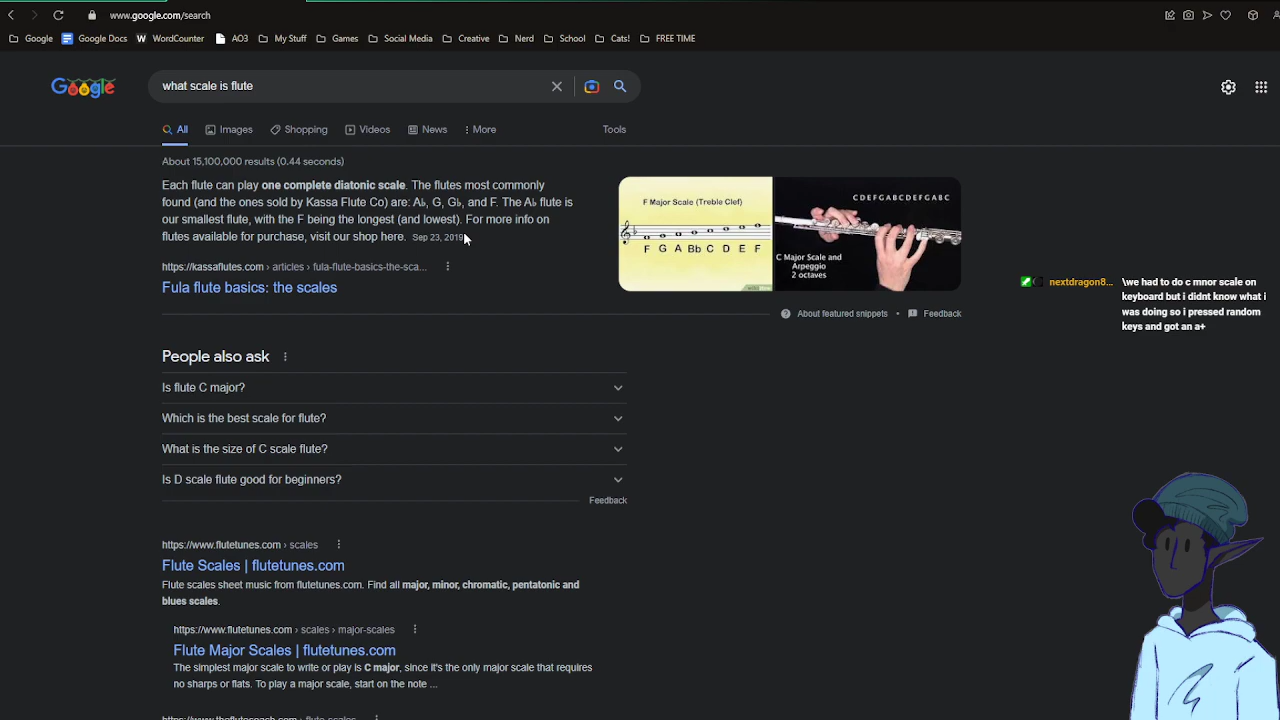 www.google.com/search
Google
Google Docs
W WordCounter
AO3
My Stuff
Games
Social Media
Creative
Nerd
School
Cats!
FREE TIME
Google
what scale is flute
All
Images
Shopping
Videos
News
More
Tools
About 15,100,000 results (0.44 seconds)
Each flute can play one complete diatonic scale. The flutes most commonly
found (and the ones sold by Kassa Flute Co) are: A♭, G, G♭, and F. The A♭ flute is
our smallest flute, with the F being the longest (and lowest). For more info on
flutes available for purchase, visit our shop here. Sep 23, 2019
https://kassaflutes.com › articles › fula-flute-basics-the-sca...
Fula flute basics: the scales
F Major Scale (Treble Clef)
F G A Bb C D E F
C D E F G A B C D E F G A B C
C Major Scale and
Arpeggio
2 octaves
About featured snippets • Feedback
nextdragon8...
\we had to do c mnor scale on
keyboard but i didnt know what i
was doing so i pressed random
keys and got an a+
People also ask
Is flute C major?
Which is the best scale for flute?
What is the size of C scale flute?
Is D scale flute good for beginners?
Feedback
https://www.flutetunes.com › scales
Flute Scales | flutetunes.com
Flute scales sheet music from flutetunes.com. Find all major, minor, chromatic, pentatonic and
blues scales.
https://www.flutetunes.com › scales › major-scales
Flute Major Scales | flutetunes.com
The simplest major scale to write or play is C major, since it's the only major scale that requires
no sharps or flats. To play a major scale, start on the note ...